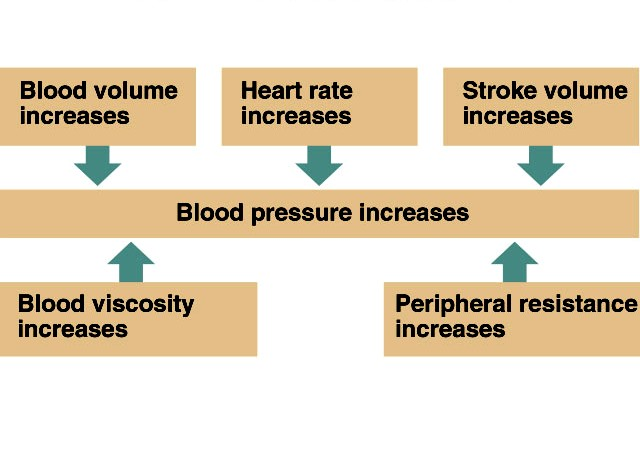 Blood volume
increases
Heart rate
increases
Stroke volume
increases
Blood pressure increases
Blood viscosity
increases
Peripheral resistance
increases